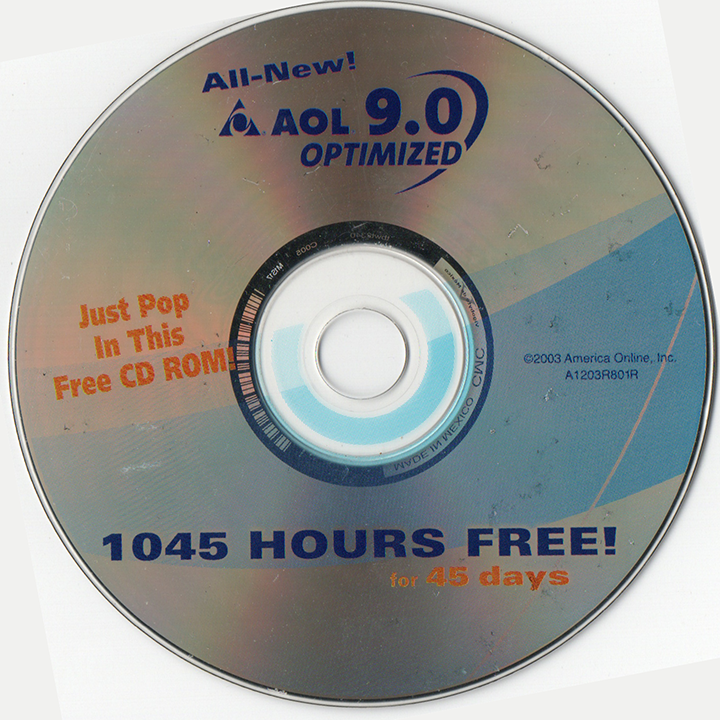 All-New!
AOL 9.0
OPTIMIZED
Just Pop
In This
Free CD ROM!
©2003 America Online, Inc.
A1203R801R
MADE IN MEXICO CMC
1045 HOURS FREE!
for 45 days